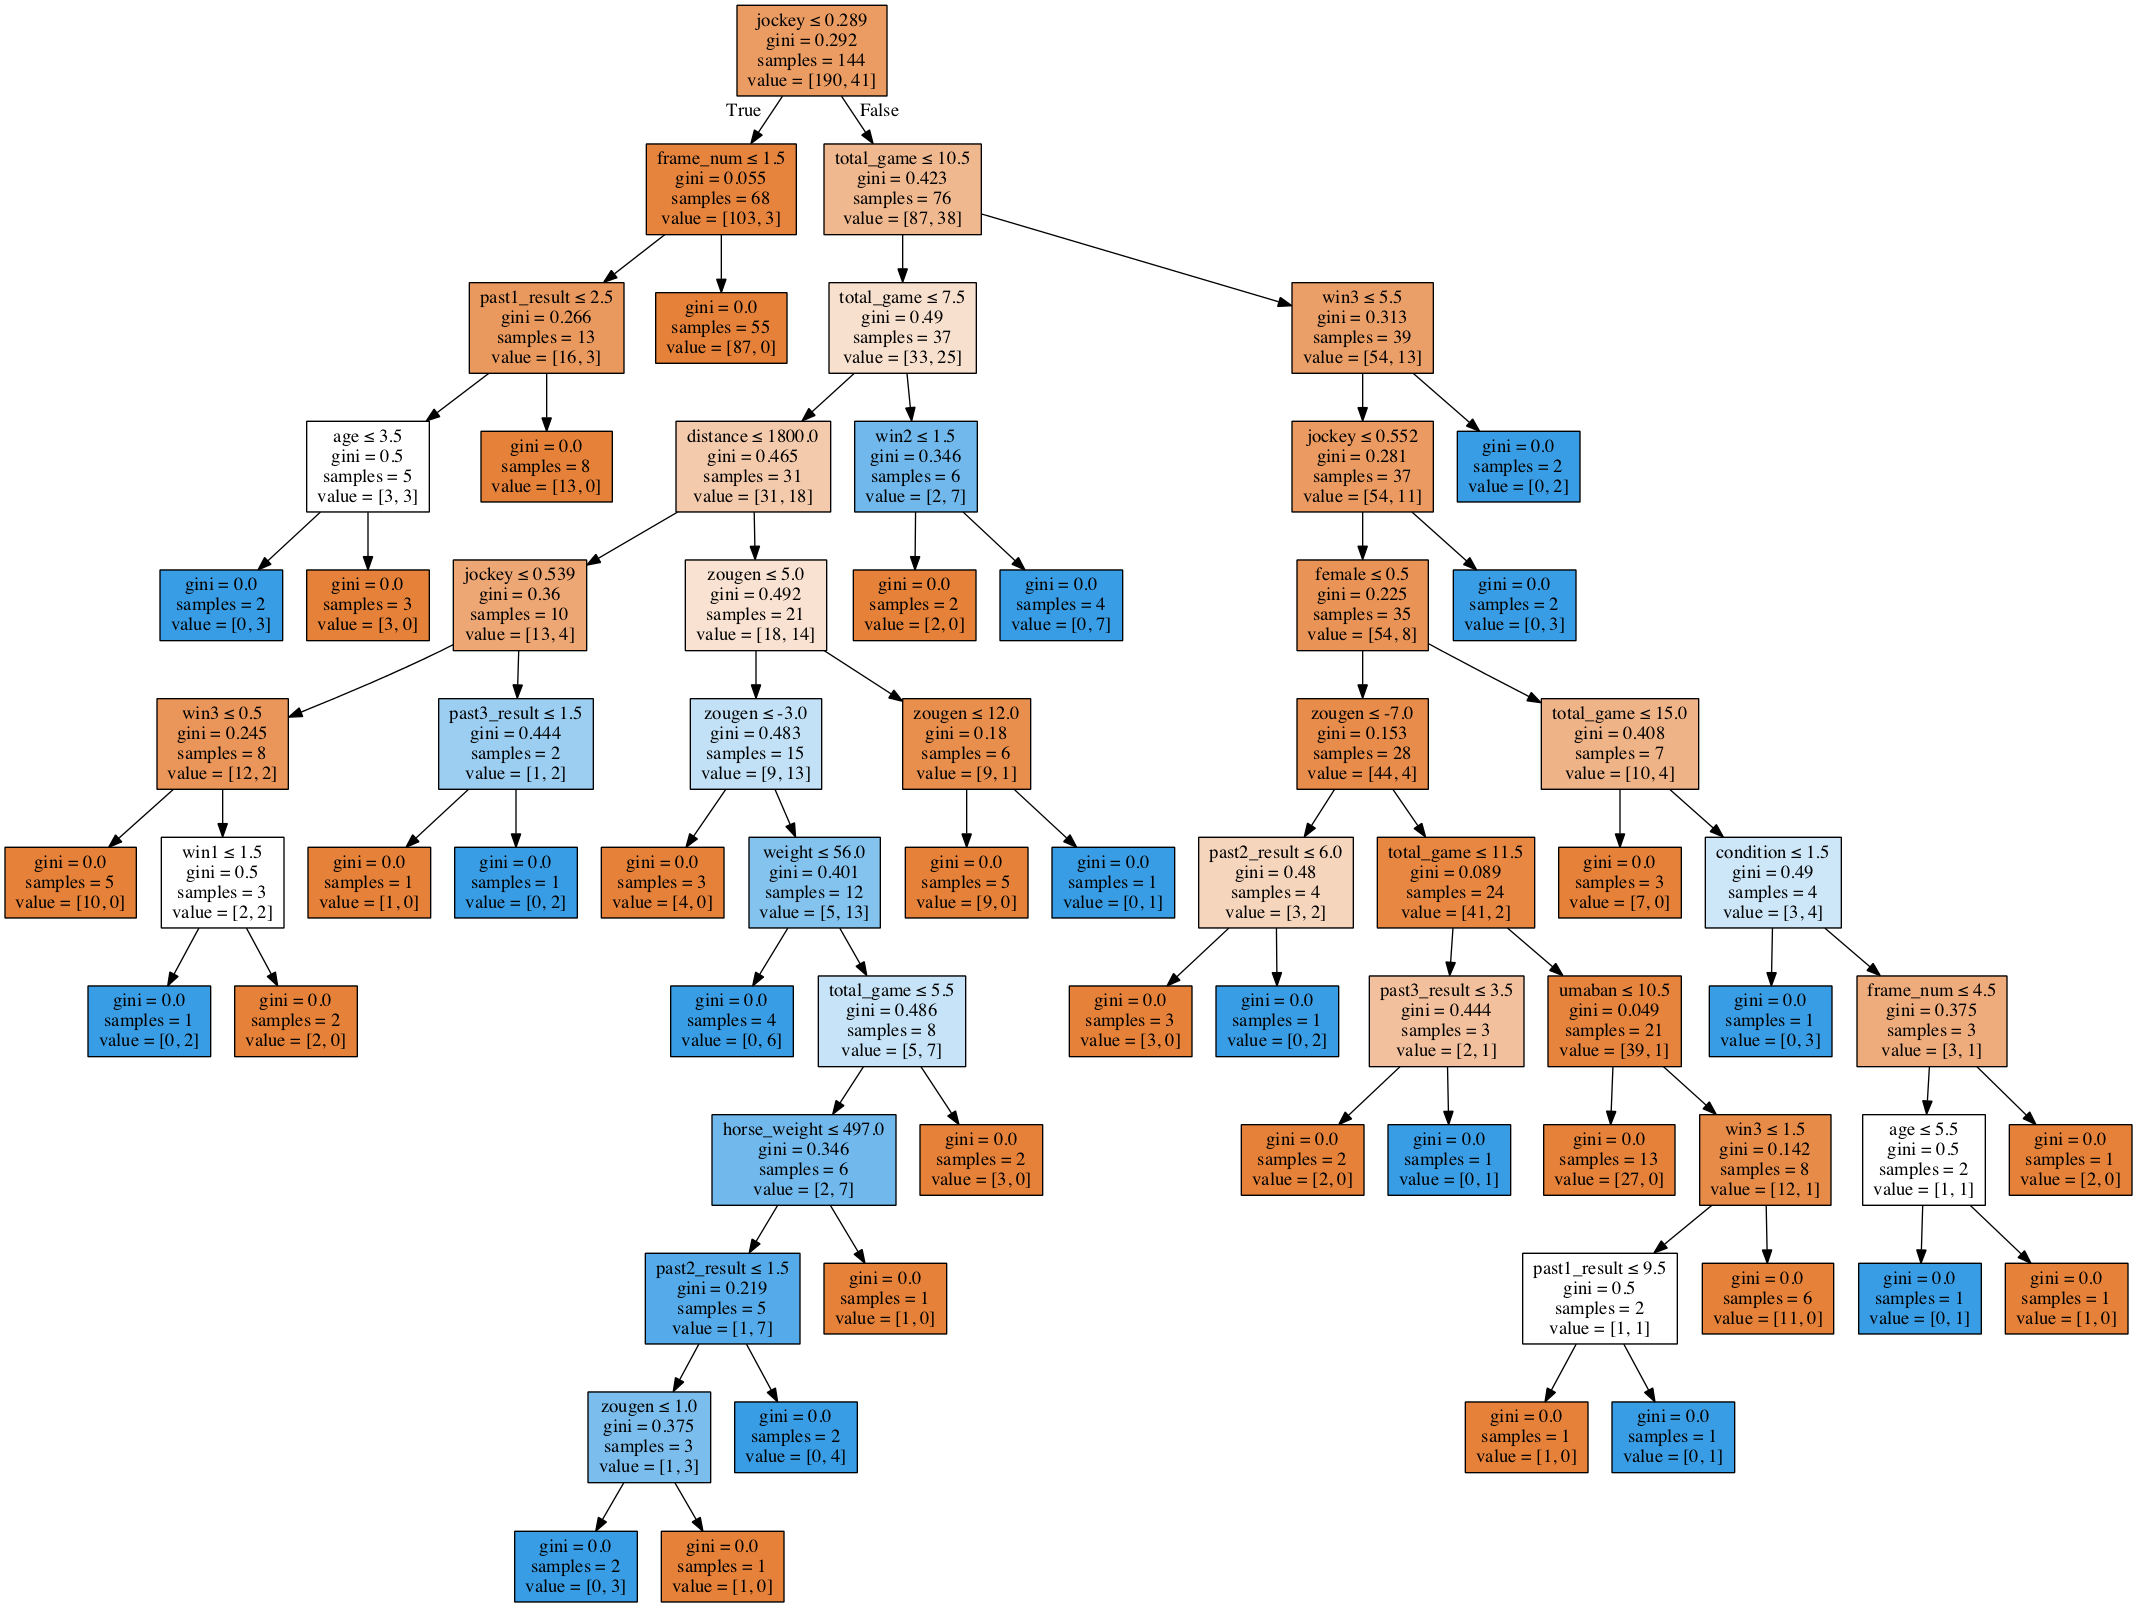 jockey ≤ 0.289
gini = 0.292
samples = 144
value = [190, 41]
True
False
frame_num ≤ 1.5
gini = 0.055
samples = 68
value = [103, 3]
total_game ≤ 10.5
gini = 0.423
samples = 76
value = [87, 38]
past1_result ≤ 2.5
gini = 0.266
samples = 13
value = [16, 3]
gini = 0.0
samples = 55
value = [87, 0]
total_game ≤ 7.5
gini = 0.49
samples = 37
value = [33, 25]
win3 ≤ 5.5
gini = 0.313
samples = 39
value = [54, 13]
age ≤ 3.5
gini = 0.5
samples = 5
value = [3, 3]
gini = 0.0
samples = 8
value = [13, 0]
distance ≤ 1800.0
gini = 0.465
samples = 31
value = [31, 18]
win2 ≤ 1.5
gini = 0.346
samples = 6
value = [2, 7]
jockey ≤ 0.552
gini = 0.281
samples = 37
value = [54, 11]
gini = 0.0
samples = 2
value = [0, 2]
gini = 0.0
samples = 2
value = [0, 3]
gini = 0.0
samples = 3
value = [3, 0]
jockey ≤ 0.539
gini = 0.36
samples = 10
value = [13, 4]
zougen ≤ 5.0
gini = 0.492
samples = 21
value = [18, 14]
gini = 0.0
samples = 2
value = [2, 0]
gini = 0.0
samples = 4
value = [0, 7]
female ≤ 0.5
gini = 0.225
samples = 35
value = [54, 8]
gini = 0.0
samples = 2
value = [0, 3]
win3 ≤ 0.5
gini = 0.245
samples = 8
value = [12, 2]
past3_result ≤ 1.5
gini = 0.444
samples = 2
value = [1, 2]
zougen ≤ -3.0
gini = 0.483
samples = 15
value = [9, 13]
zougen ≤ 12.0
gini = 0.18
samples = 6
value = [9, 1]
zougen ≤ -7.0
gini = 0.153
samples = 28
value = [44, 4]
total_game ≤ 15.0
gini = 0.408
samples = 7
value = [10, 4]
gini = 0.0
samples = 5
value = [10, 0]
win1 ≤ 1.5
gini = 0.5
samples = 3
value = [2, 2]
gini = 0.0
samples = 1
value = [1, 0]
gini = 0.0
samples = 1
value = [0, 2]
gini = 0.0
samples = 3
value = [4, 0]
weight ≤ 56.0
gini = 0.401
samples = 12
value = [5, 13]
gini = 0.0
samples = 5
value = [9, 0]
gini = 0.0
samples = 1
value = [0, 1]
past2_result ≤ 6.0
gini = 0.48
samples = 4
value = [3, 2]
total_game ≤ 11.5
gini = 0.089
samples = 24
value = [41, 2]
gini = 0.0
samples = 3
value = [7, 0]
condition ≤ 1.5
gini = 0.49
samples = 4
value = [3, 4]
gini = 0.0
samples = 1
value = [0, 2]
gini = 0.0
samples = 2
value = [2, 0]
gini = 0.0
samples = 4
value = [0, 6]
total_game ≤ 5.5
gini = 0.486
samples = 8
value = [5, 7]
gini = 0.0
samples = 3
value = [3, 0]
gini = 0.0
samples = 1
value = [0, 2]
past3_result ≤ 3.5
gini = 0.444
samples = 3
value = [2, 1]
umaban ≤ 10.5
gini = 0.049
samples = 21
value = [39, 1]
gini = 0.0
samples = 1
value = [0, 3]
frame_num ≤ 4.5
gini = 0.375
samples = 3
value = [3, 1]
horse_weight ≤ 497.0
gini = 0.346
samples = 6
value = [2, 7]
gini = 0.0
samples = 2
value = [3, 0]
gini = 0.0
samples = 2
value = [2, 0]
gini = 0.0
samples = 1
value = [0, 1]
gini = 0.0
samples = 13
value = [27, 0]
win3 ≤ 1.5
gini = 0.142
samples = 8
value = [12, 1]
age ≤ 5.5
gini = 0.5
samples = 2
value = [1, 1]
gini = 0.0
samples = 1
value = [2, 0]
past2_result ≤ 1.5
gini = 0.219
samples = 5
value = [1, 7]
gini = 0.0
samples = 1
value = [1, 0]
past1_result ≤ 9.5
gini = 0.5
samples = 2
value = [1, 1]
gini = 0.0
samples = 6
value = [11, 0]
gini = 0.0
samples = 1
value = [0, 1]
gini = 0.0
samples = 1
value = [1, 0]
zougen ≤ 1.0
gini = 0.375
samples = 3
value = [1, 3]
gini = 0.0
samples = 2
value = [0, 4]
gini = 0.0
samples = 1
value = [1, 0]
gini = 0.0
samples = 1
value = [0, 1]
gini = 0.0
samples = 2
value = [0, 3]
gini = 0.0
samples = 1
value = [1, 0]